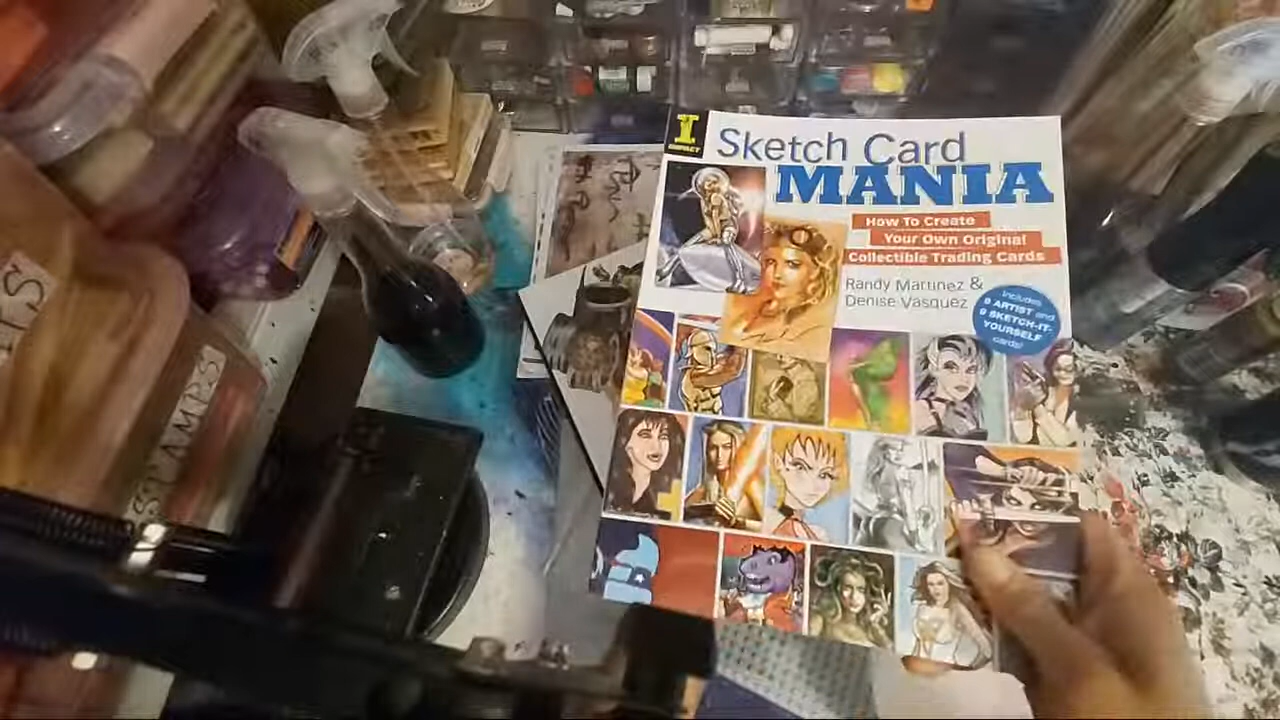 I
IMPACT
Sketch Card
MANIA
How To Create
Your Own Original
Collectible Trading Cards
Randy Martinez &
Denise Vasquez
Includes
8 ARTIST and
9 SKETCH-IT-
YOURSELF
cards!
STAMPS